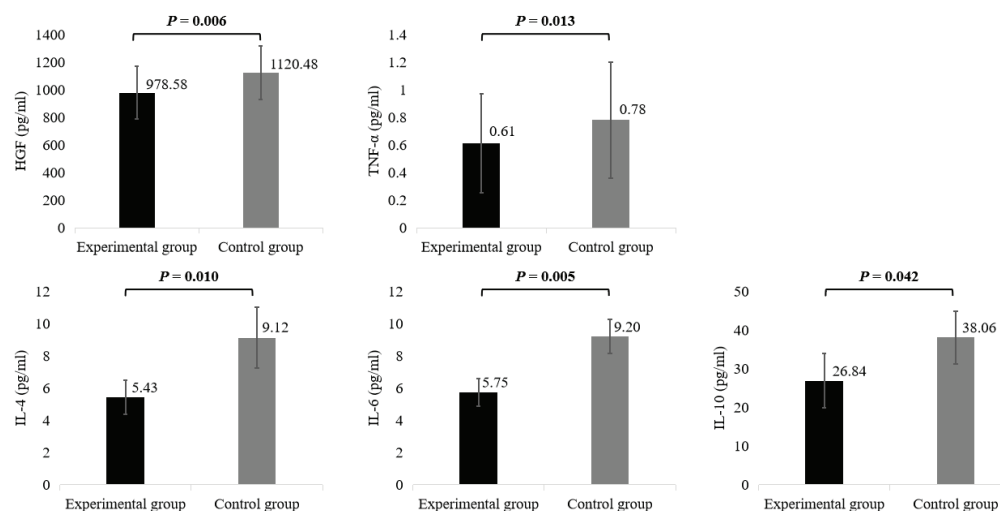 P = 0.006
1400
1200
1000
800
600
400
200
0
HGF (pg/ml)
978.58
1120.48
Experimental group
Control group
P = 0.013
1.4
1.2
1
0.8
0.6
0.4
0.2
0
TNF-α (pg/ml)
0.61
0.78
Experimental group
Control group
P = 0.010
12
10
8
6
4
2
0
IL-4 (pg/ml)
5.43
9.12
Experimental group
Control group
P = 0.005
12
10
8
6
4
2
0
IL-6 (pg/ml)
5.75
9.20
Experimental group
Control group
P = 0.042
50
40
30
20
10
0
IL-10 (pg/ml)
26.84
38.06
Experimental group
Control group